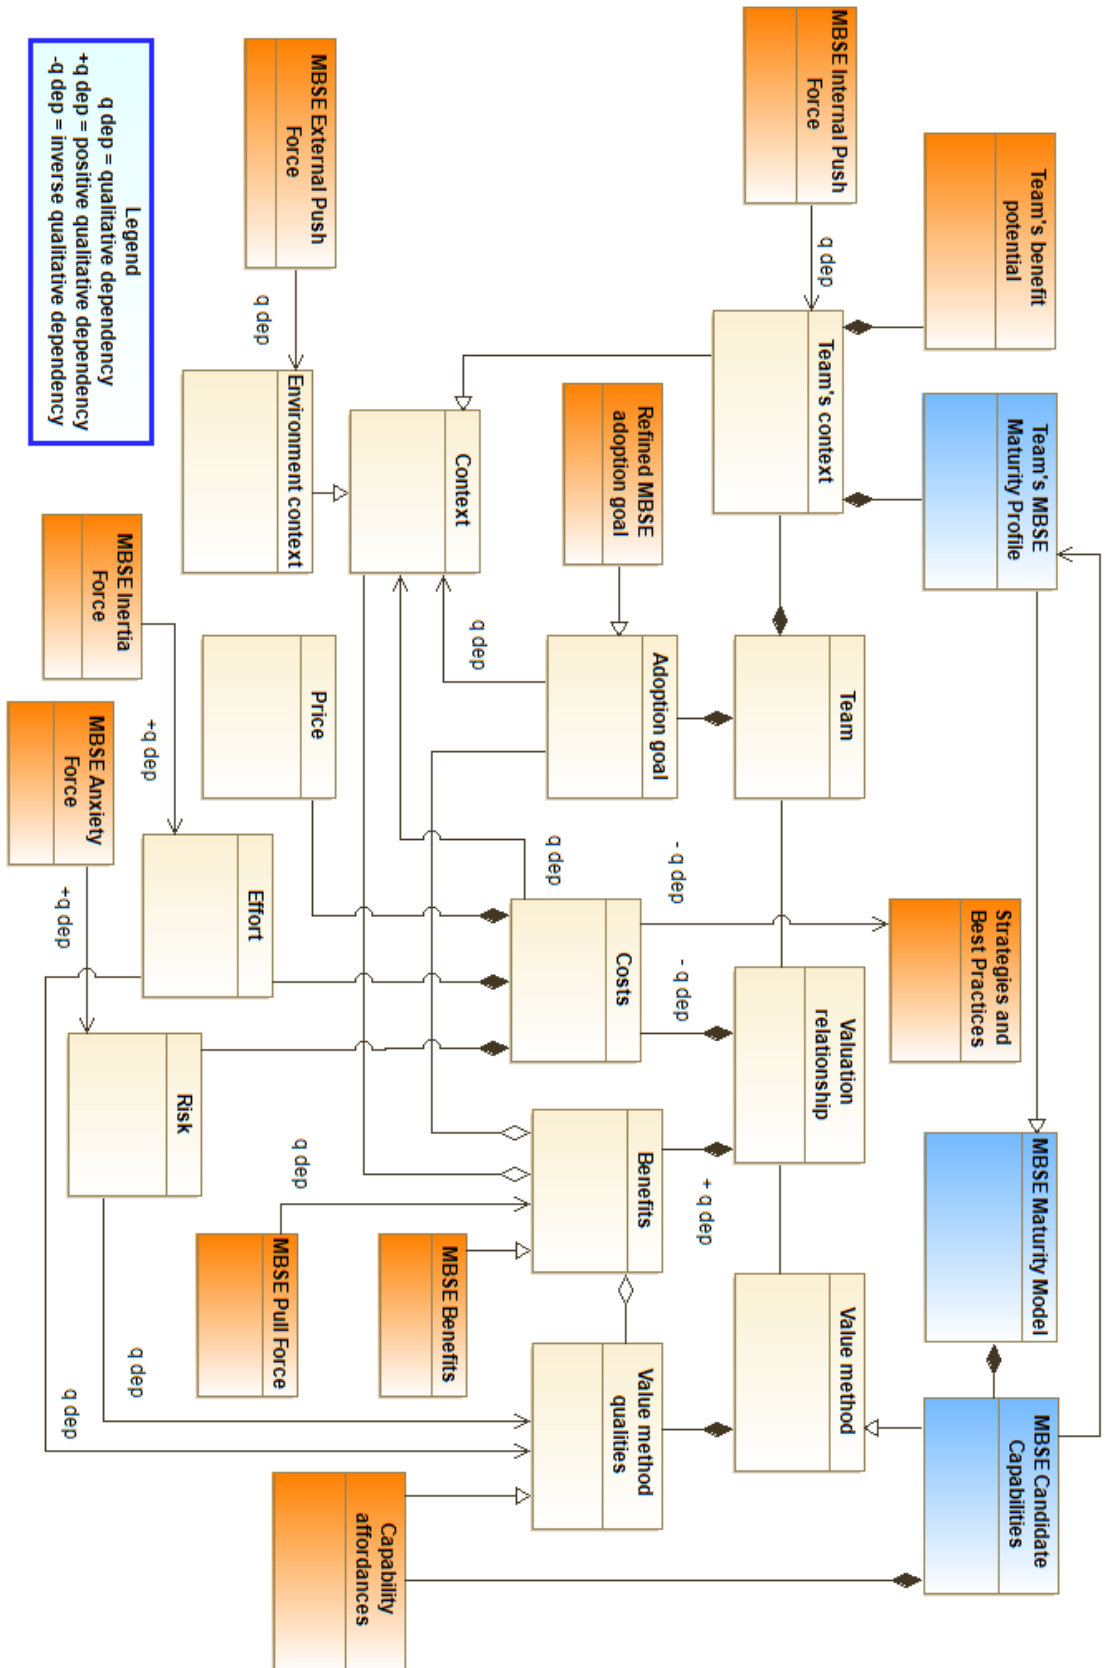 Team's benefit
potential
Team's MBSE
Maturity Profile
MBSE Maturity Model
MBSE Candidate
Capabilities
Strategies and
Best Practices
MBSE Internal Push
Force
q dep
Team's context
Team
Valuation
relationship
Value method
Refined MBSE
adoption goal
Adoption goal
- q dep
- q dep
+ q dep
Costs
Benefits
Value method
qualities
q dep
q dep
Context
MBSE Benefits
Capability
affordances
MBSE External Push
Force
q dep
Environment context
Price
q dep
MBSE Pull Force
Effort
Risk
q dep
q dep
MBSE Inertia
Force
+q dep
MBSE Anxiety
Force
+q dep
Legend
q dep = qualitative dependency
+q dep = positive qualitative dependency
-q dep = inverse qualitative dependency